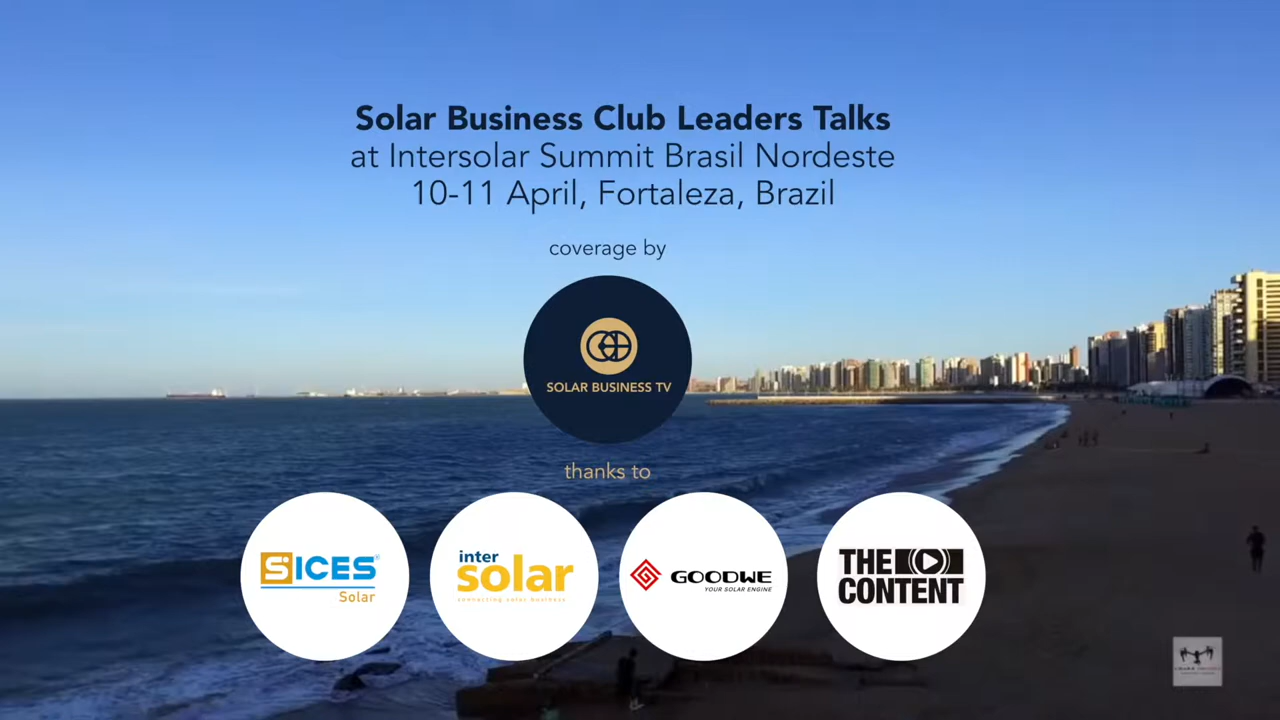 Solar Business Club Leaders Talks
at Intersolar Summit Brasil Nordeste
10-11 April, Fortaleza, Brazil
coverage by
SOLAR BUSINESS TV
thanks to
SICES
Solar
inter
solar
connecting solar business
GOODWE
YOUR SOLAR ENGINE
THE
CONTENT